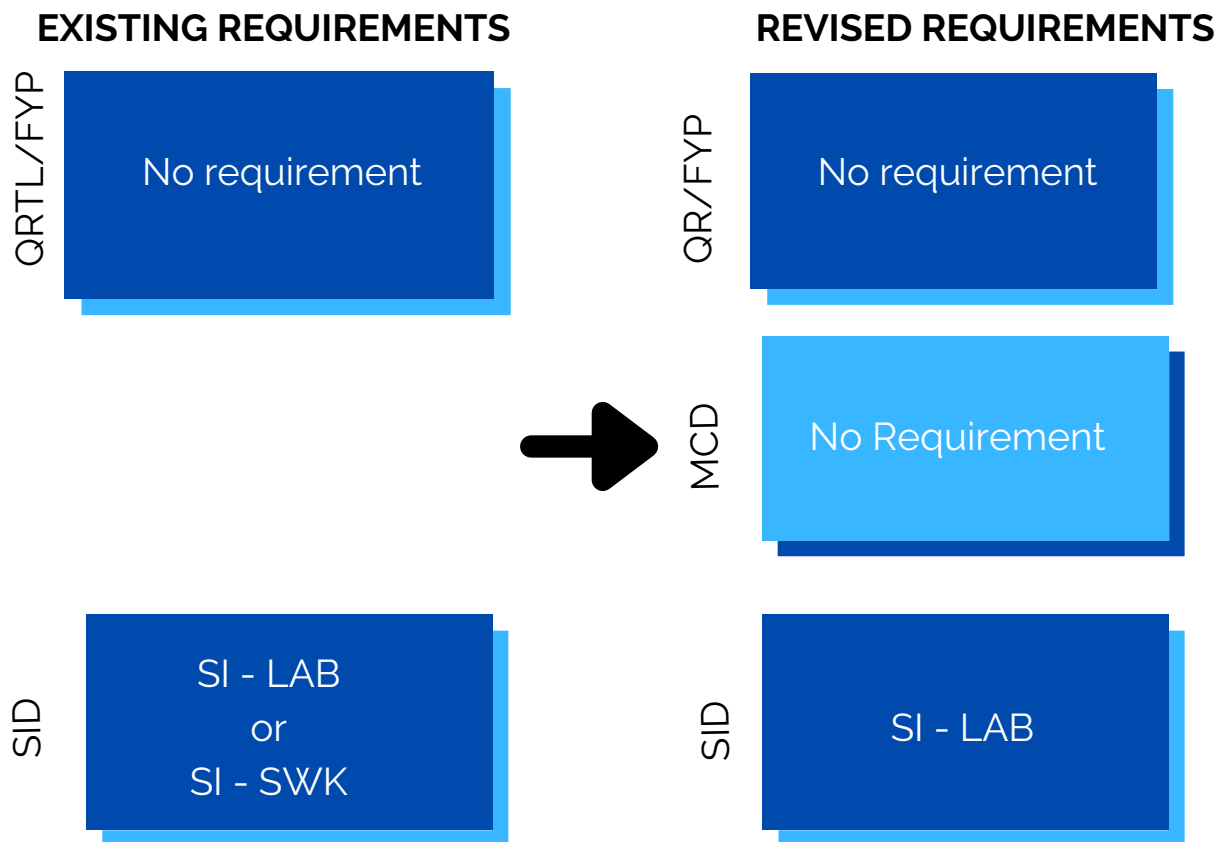 EXISTING REQUIREMENTS
QRTL/FYP
No requirement
SID
SI - LAB
or
SI - SWK
REVISED REQUIREMENTS
QR/FYP
No requirement
MCD
No Requirement
SID
SI - LAB